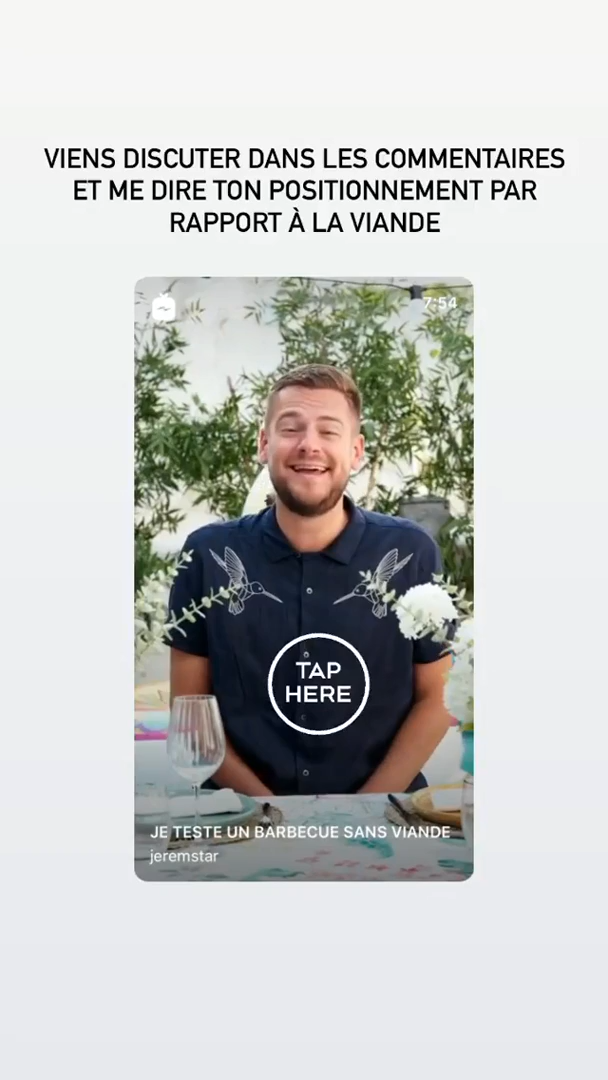 VIENS DISCUTER DANS LES COMMENTAIRES
ET ME DIRE TON POSITIONNEMENT PAR
RAPPORT À LA VIANDE
7:54
TAP
HERE
JE TESTE UN BARBECUE SANS VIANDE
jeremstar